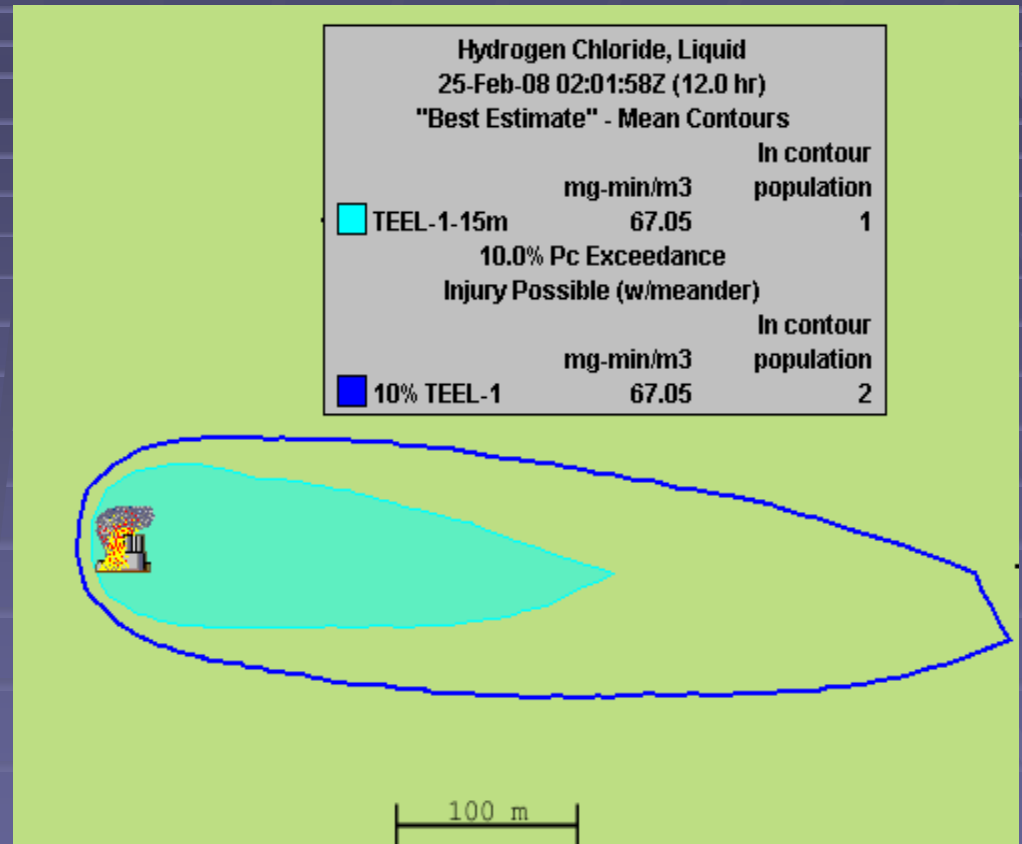 Hydrogen Chloride, Liquid
25-Feb-08 02:01:58Z (12.0 hr)
"Best Estimate" - Mean Contours
In contour
mg-min/m3 population
TEEL-1-15m 67.05 1
10.0% Pc Exceedance
Injury Possible (w/meander)
In contour
mg-min/m3 population
10% TEEL-1 67.05 2
100 m